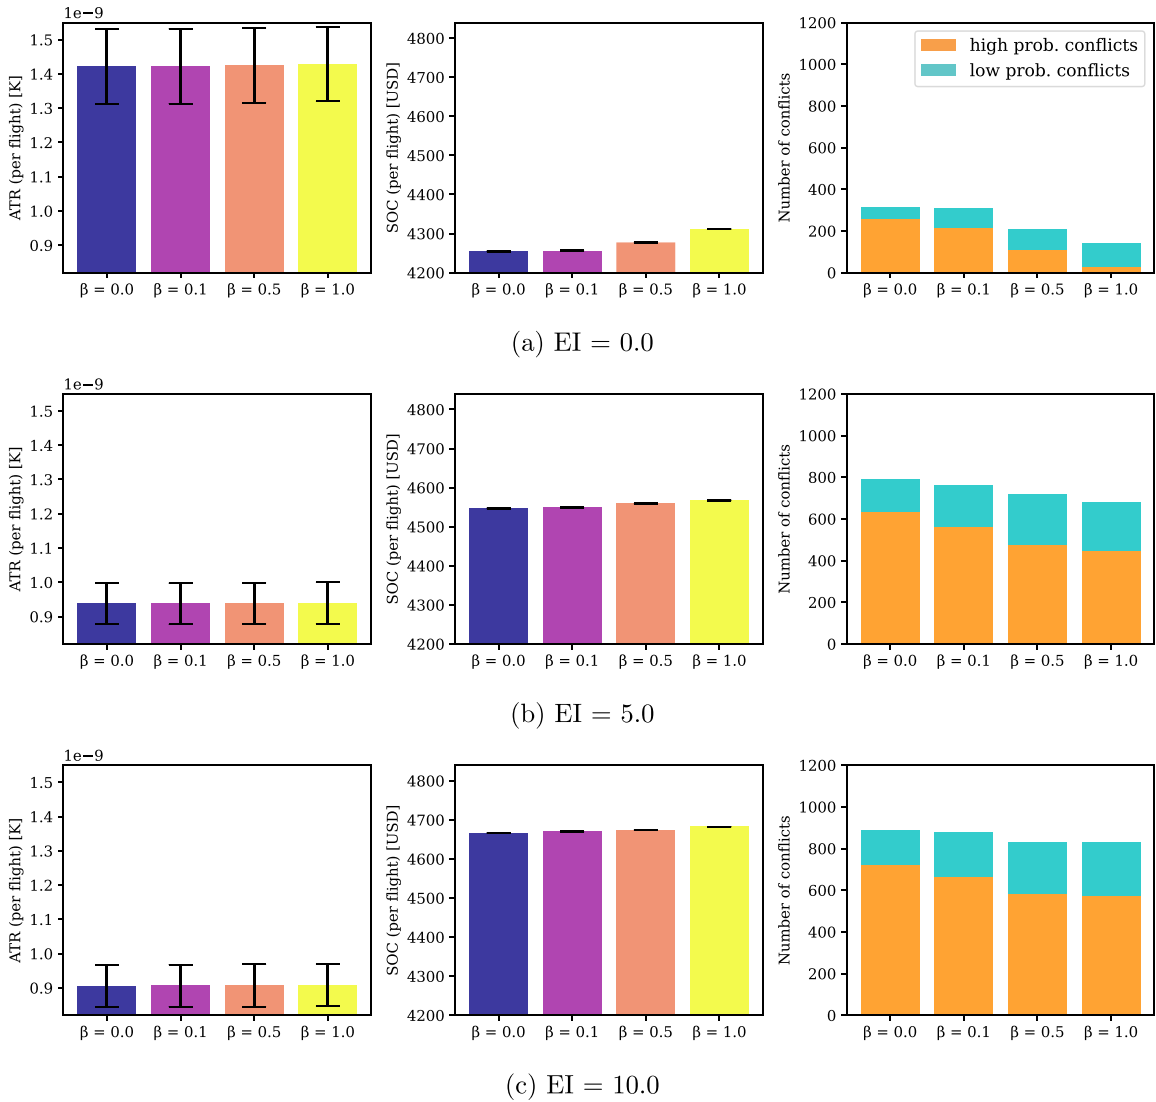 1e−9
ATR (per flight) [K]
1.5
1.4
1.3
1.2
1.1
1.0
0.9
β = 0.0 β = 0.1 β = 0.5 β = 1.0
SOC (per flight) [USD]
4800
4700
4600
4500
4400
4300
4200
β = 0.0 β = 0.1 β = 0.5 β = 1.0
Number of conflicts
1200
1000
800
600
400
200
0
high prob. conflicts
low prob. conflicts
β = 0.0 β = 0.1 β = 0.5 β = 1.0
(a) EI = 0.0
1e−9
ATR (per flight) [K]
1.5
1.4
1.3
1.2
1.1
1.0
0.9
β = 0.0 β = 0.1 β = 0.5 β = 1.0
SOC (per flight) [USD]
4800
4700
4600
4500
4400
4300
4200
β = 0.0 β = 0.1 β = 0.5 β = 1.0
Number of conflicts
1200
1000
800
600
400
200
0
β = 0.0 β = 0.1 β = 0.5 β = 1.0
(b) EI = 5.0
1e−9
ATR (per flight) [K]
1.5
1.4
1.3
1.2
1.1
1.0
0.9
β = 0.0 β = 0.1 β = 0.5 β = 1.0
SOC (per flight) [USD]
4800
4700
4600
4500
4400
4300
4200
β = 0.0 β = 0.1 β = 0.5 β = 1.0
Number of conflicts
1200
1000
800
600
400
200
0
β = 0.0 β = 0.1 β = 0.5 β = 1.0
(c) EI = 10.0